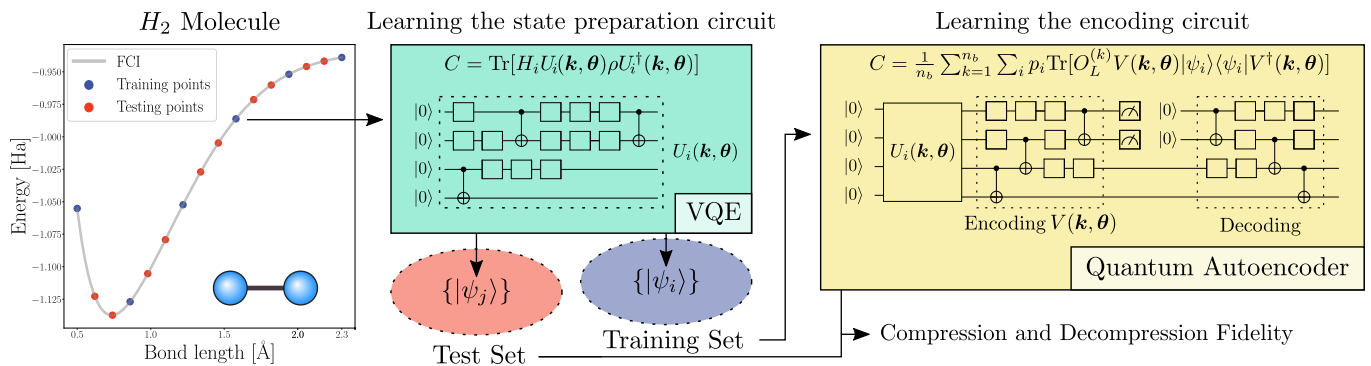 H₂ Molecule
FCI
Training points
Testing points
Energy [Ha]
−0.950
−0.975
−1.000
−1.025
−1.050
−1.075
−1.100
−1.125
0.5
1.0
1.5
2.0
2.3
Bond length [Å]
Learning the state preparation circuit
C = Tr[H_i U_i(k, θ)ρU_i†(k, θ)]
|0⟩
|0⟩
|0⟩
|0⟩
U_i(k, θ)
VQE
{|ψ_j⟩}
{|ψ_i⟩}
Test Set
Training Set
Learning the encoding circuit
C = 1/n_b ∑_{k=1}^{n_b} ∑_i p_i Tr[O_L^{(k)} V(k, θ)|ψ_i⟩⟨ψ_i|V†(k, θ)]
|0⟩
|0⟩
|0⟩
|0⟩
U_i(k, θ)
|0⟩
|0⟩
Encoding V(k, θ)
Decoding
Quantum Autoencoder
Compression and Decompression Fidelity